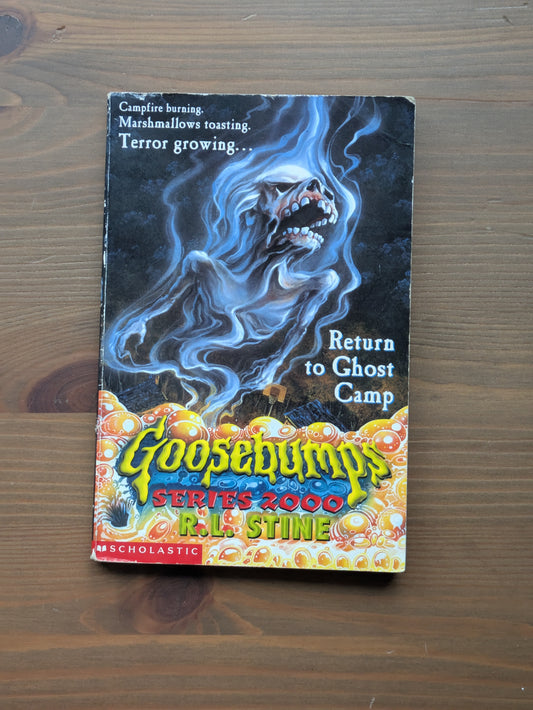 Campfire burning.
Marshmallows toasting.
Terror growing...
Return
to Ghost
Camp
Goosebumps
SERIES 2000
R.L. STINE
SCHOLASTIC